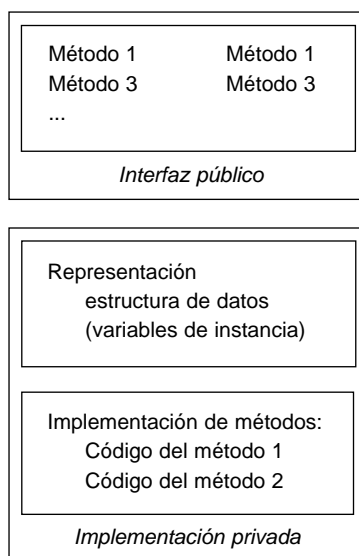 Método 1 Método 1
Método 3 Método 3
...
Interfaz público
Representación
estructura de datos
(variables de instancia)
Implementación de métodos:
Código del método 1
Código del método 2
Implementación privada